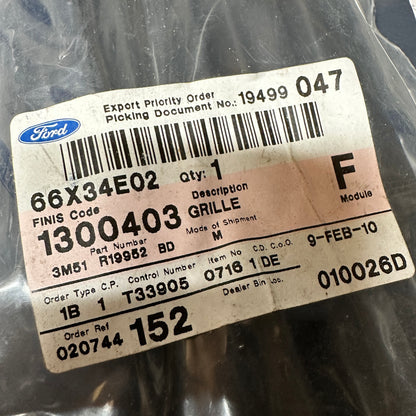 Export Priority Order
Picking Document No.: 19499 047
Ford
66X34E02 Qty: 1
FINIS Code Description F
1300403 GRILLE Module
Part Number Mode of Shipment
3M51 R19952 BD M
Order Type C.P. Control Number Item No C.D. C.o.O. 9-FEB-10
1B 1 T33905 0716 1 DE
Dealer Bin Loc. 010026D
Order Ref
020744 152